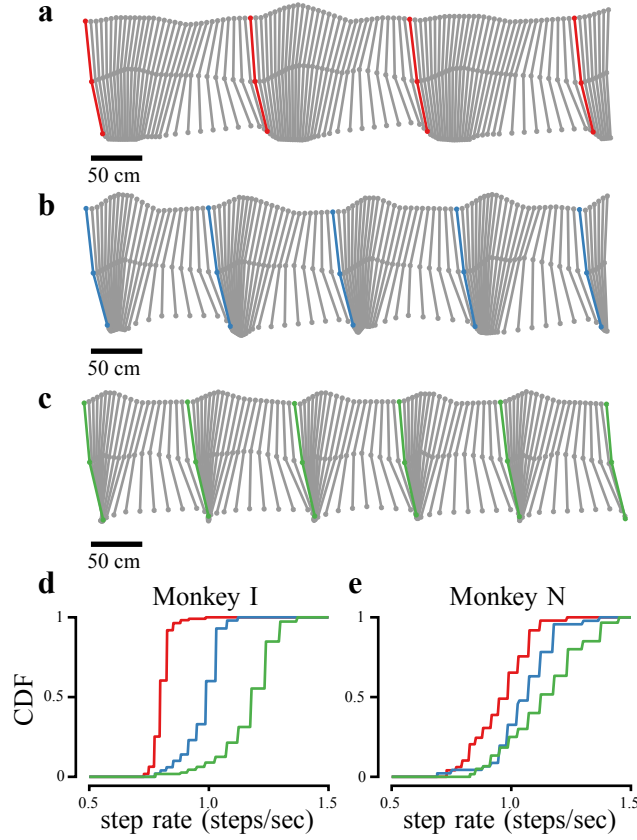 a
50 cm
b
50 cm
c
50 cm
d
Monkey I
CDF
1
0.5
0
0.5
1.0
1.5
step rate (steps/sec)
e
Monkey N
1
0.5
0
0.5
1.0
1.5
step rate (steps/sec)